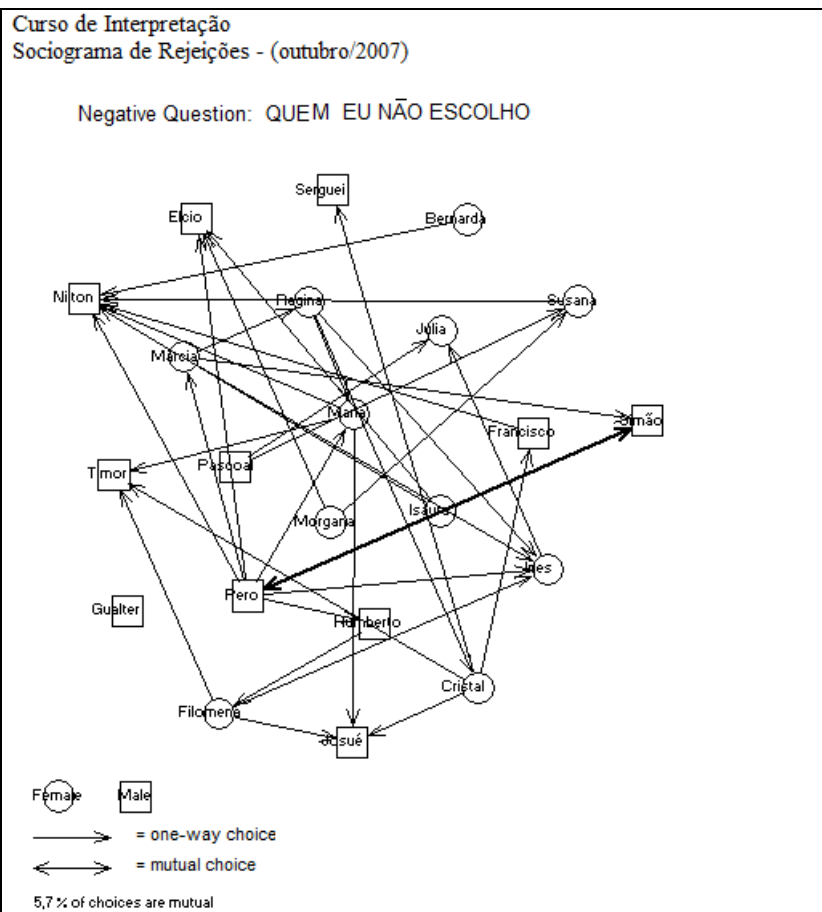 Curso de Interpretação
Sociograma de Rejeições - (outubro/2007)
Negative Question: QUEM EU NÃO ESCOLHO
Serguei
Elcio
Bernarda
Nilton
Regina
Susana
Júlia
Márcia
Maria
Francisco
Simão
Pascoal
Timor
Isaura
Morgana
Ines
Pero
Gualter
Humberto
Cristal
Filomena
Josué
Female
Male
= one-way choice
= mutual choice
5,7 % of choices are mutual